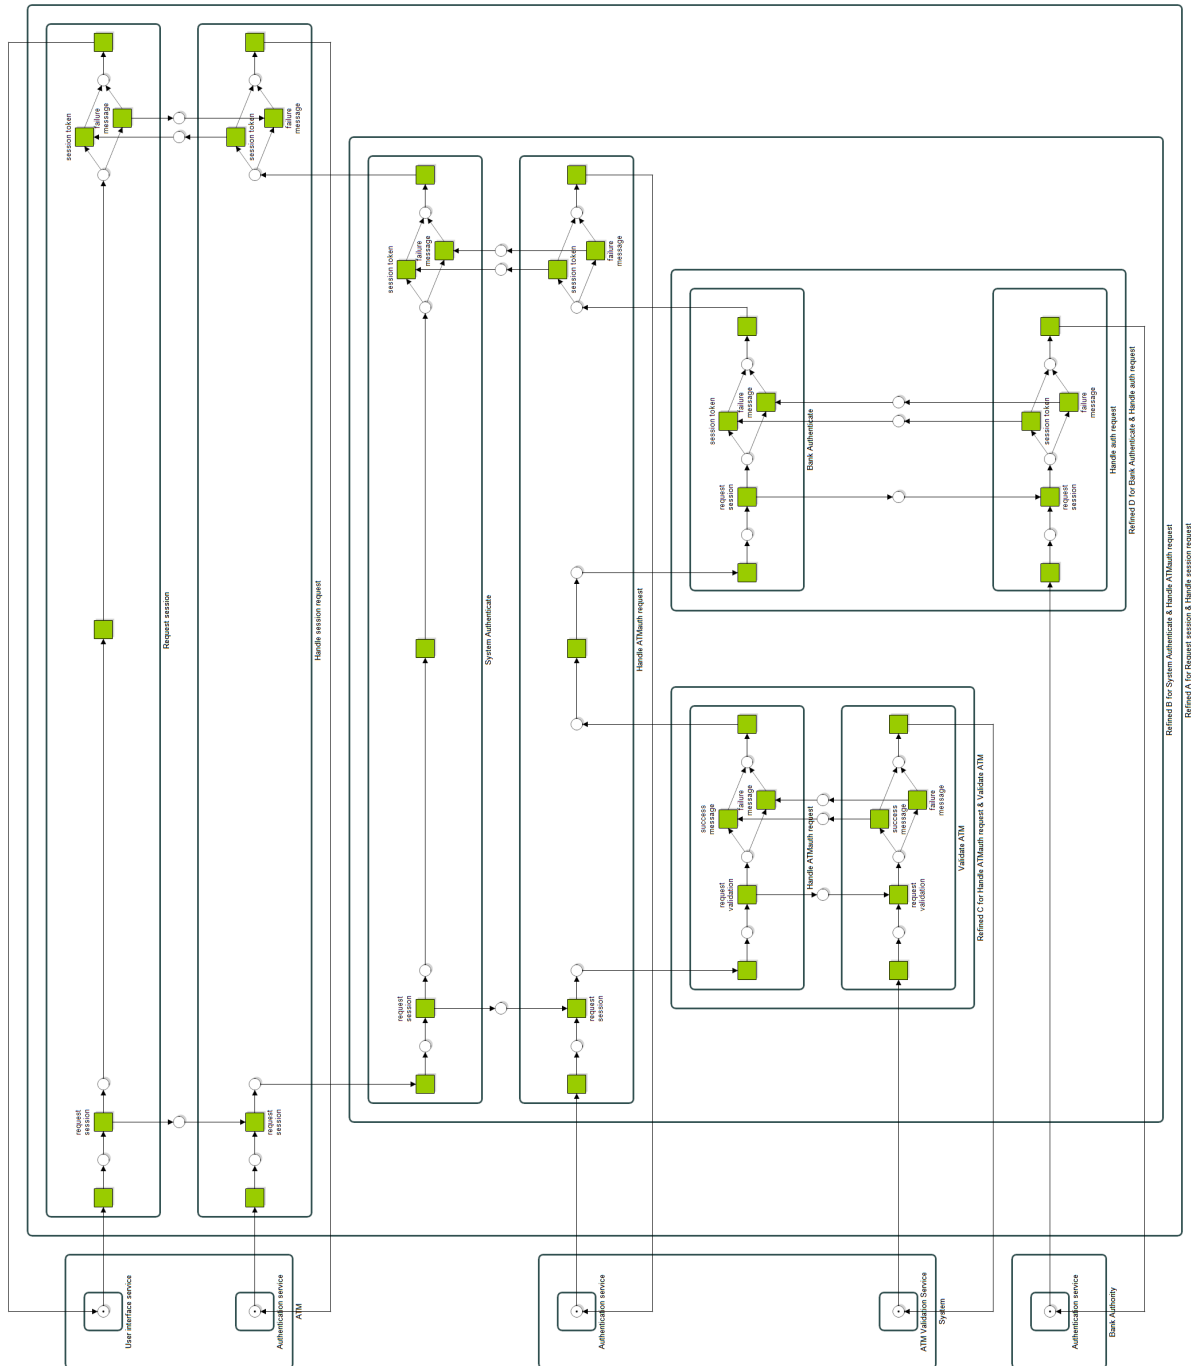 session token
failure
message
session token
failure
message
request
session
request
session
Request session
Handle session request
session token
failure
message
session token
failure
message
request
session
request
session
System Authenticate
Handle ATMauth request
session token
failure
message
request
session
Bank Authenticate
session token
failure
message
request
session
Handle auth request
Refined D for Bank Authenticate & Handle auth request
success
message
failure
message
request
validation
Handle ATMauth request
success
message
failure
message
request
validation
Validate ATM
Refined C for Handle ATMauth request & Validate ATM
Refined B for System Authenticate & Handle ATMauth request
Refined A for Request session & Handle session request
User interface service
Authentication service
ATM
Authentication service
ATM Validation Service
System
Authentication service
Bank Authority